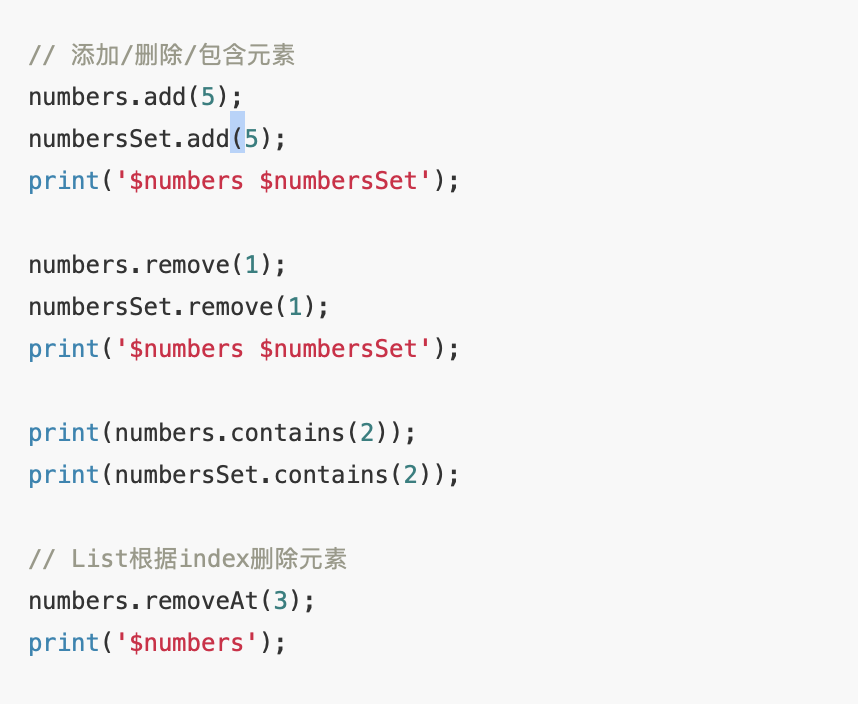 // 添加/删除/包含元素
numbers.add(5);
numbersSet.add(5);
print('$numbers $numbersSet');
numbers.remove(1);
numbersSet.remove(1);
print('$numbers $numbersSet');
print(numbers.contains(2));
print(numbersSet.contains(2));
// List根据index删除元素
numbers.removeAt(3);
print('$numbers');